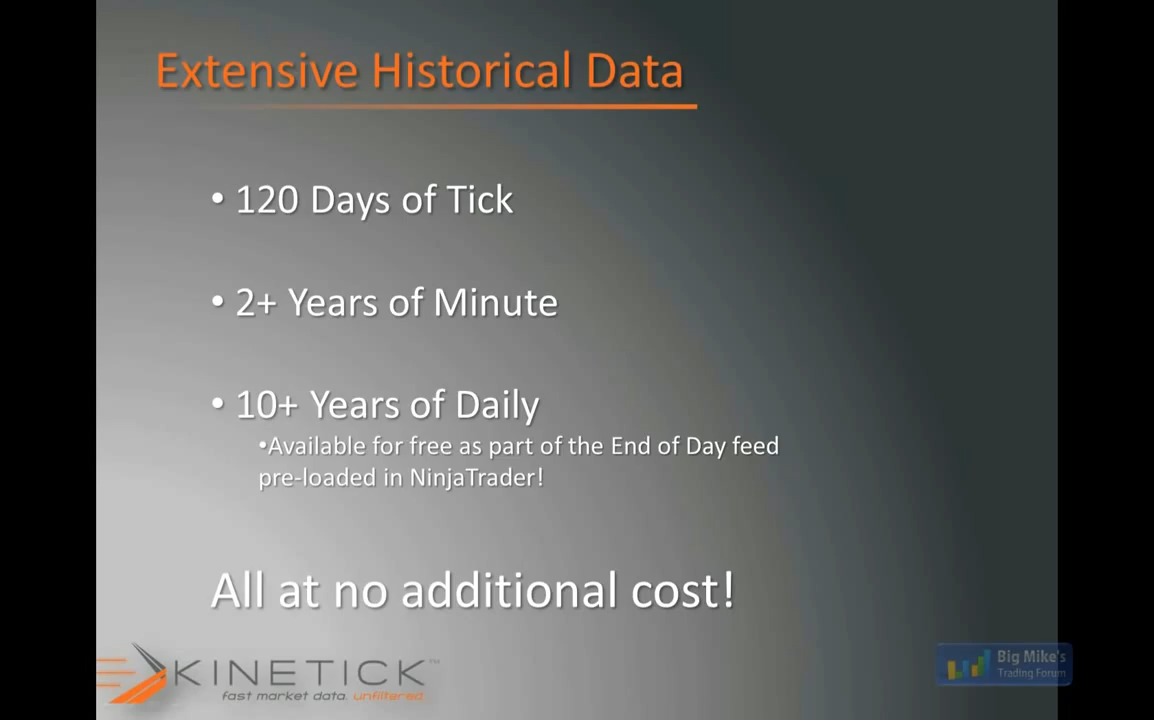 Extensive Historical Data
• 120 Days of Tick
• 2+ Years of Minute
• 10+ Years of Daily
•Available for free as part of the End of Day feed
pre-loaded in NinjaTrader!
All at no additional cost!
KINETICK™
fast market data. unfiltered.
Big Mike's
Trading Forum